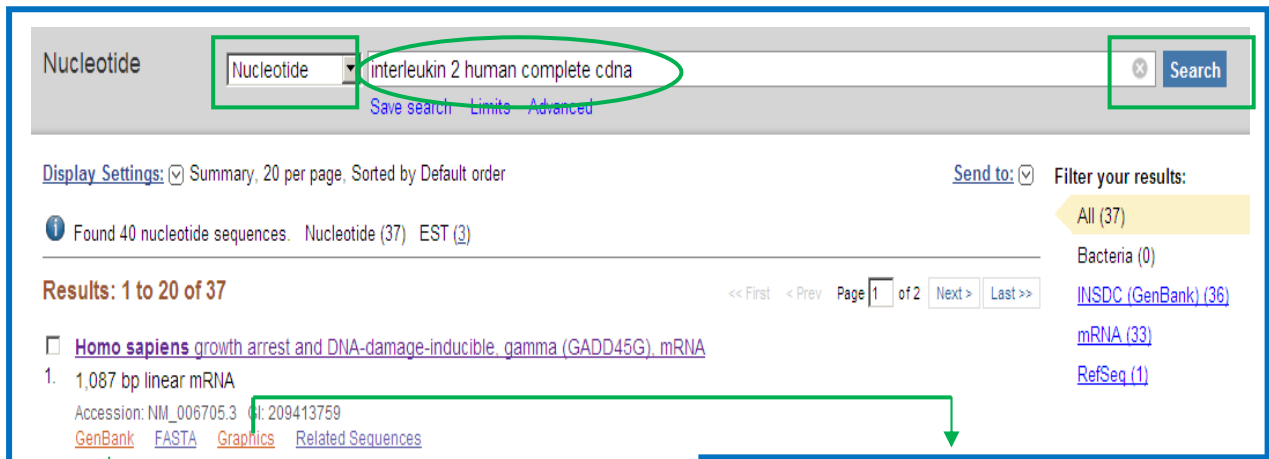 Nucleotide
Nucleotide interleukin 2 human complete cdna Search
Save search Limits Advanced
Display Settings: Summary, 20 per page, Sorted by Default order Send to: Filter your results:
All (37)
Found 40 nucleotide sequences. Nucleotide (37) EST (3)
Bacteria (0)
Results: 1 to 20 of 37 << First < Prev Page 1 of 2 Next > Last >> INSDC (GenBank) (36)
mRNA (33)
Homo sapiens growth arrest and DNA-damage-inducible, gamma (GADD45G), mRNA
RefSeq (1)
1. 1,087 bp linear mRNA
Accession: NM_006705.3 GI: 209413759
GenBank FASTA Graphics Related Sequences